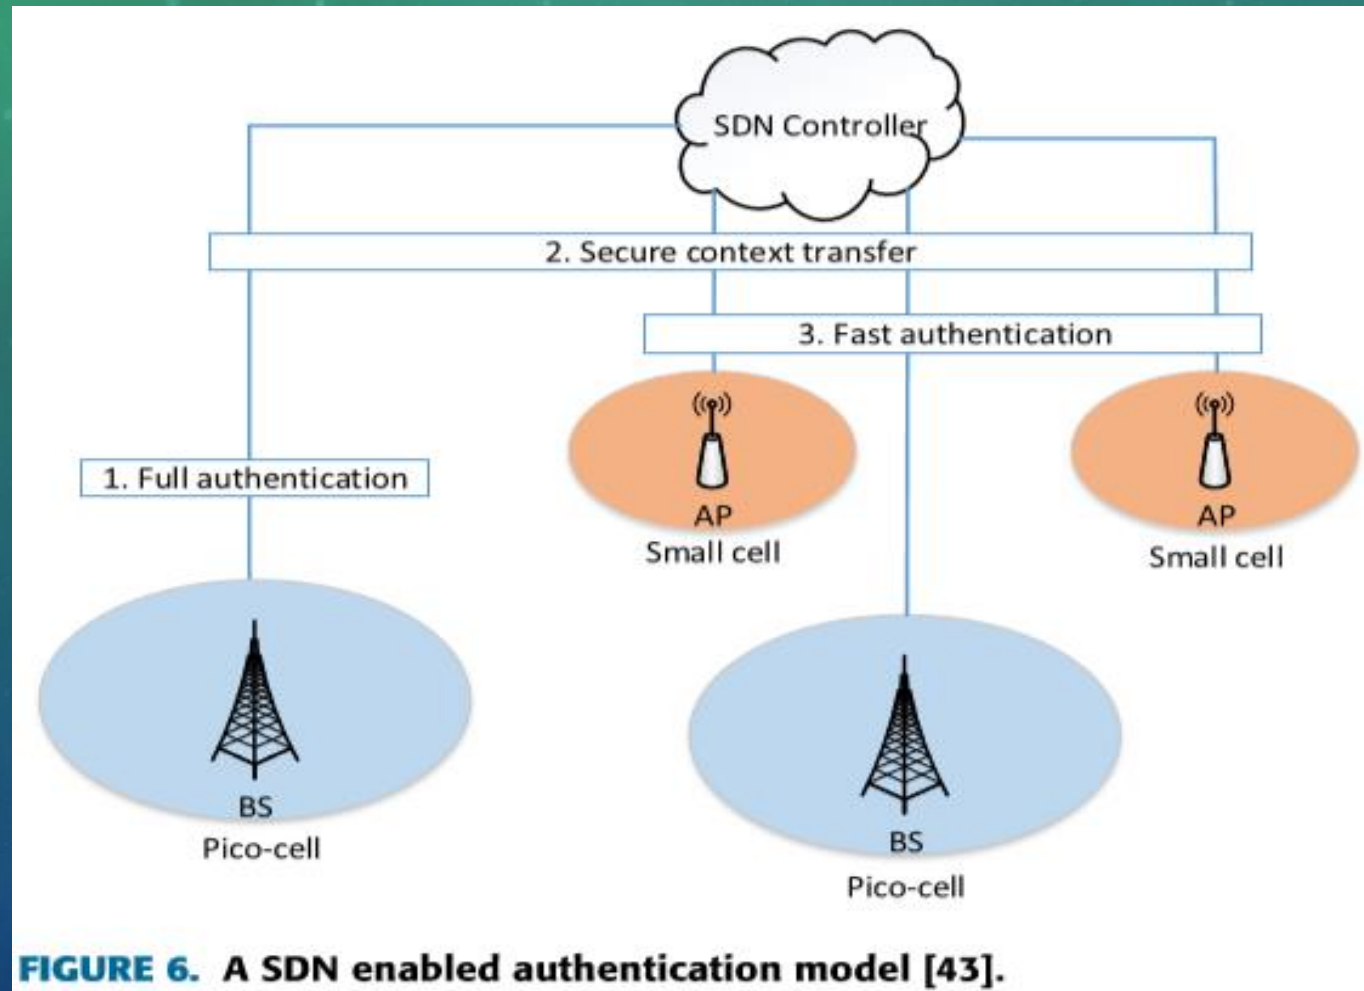 SDN Controller
2. Secure context transfer
3. Fast authentication
1. Full authentication
AP
Small cell
AP
Small cell
BS
Pico-cell
BS
Pico-cell
FIGURE 6. A SDN enabled authentication model [43].